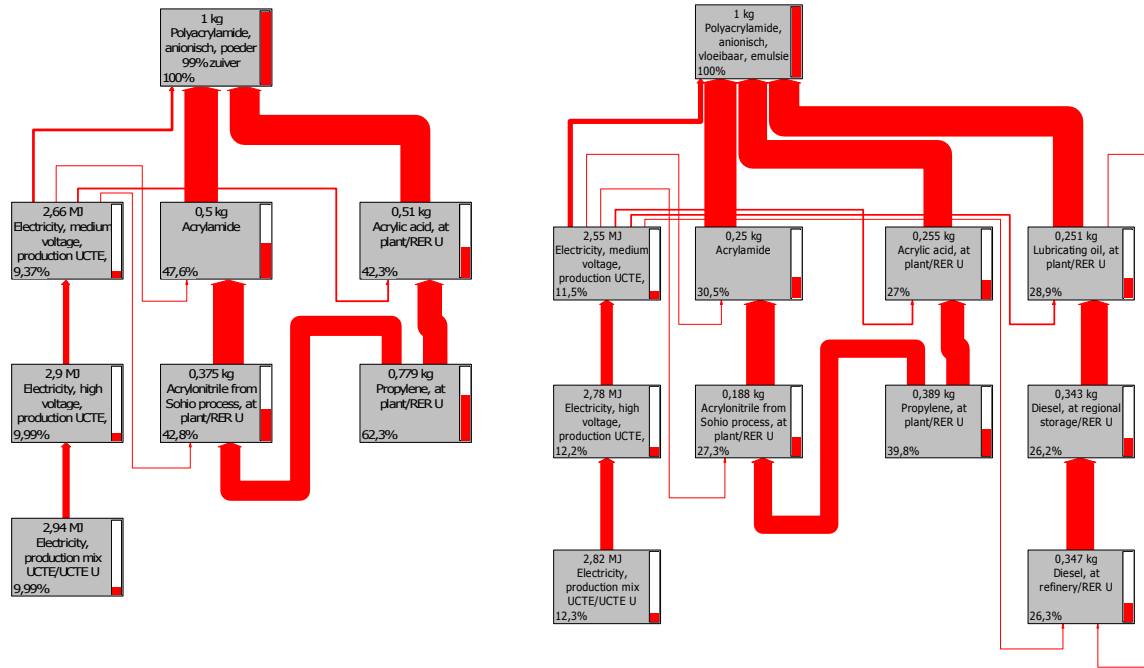 1 kg
Polyacrylamide,
anionisch, poeder
99% zuiver
100%
2,66 MJ
Electricity, medium
voltage,
production UCTE,
9,37%
0,5 kg
Acrylamide
47,6%
0,51 kg
Acrylic acid, at
plant/RER U
42,3%
2,9 MJ
Electricity, high
voltage,
production UCTE,
9,99%
0,375 kg
Acrylonitrile from
Sohio process, at
plant/RER U
42,8%
0,779 kg
Propylene, at
plant/RER U
62,3%
2,94 MJ
Electricity,
production mix
UCTE/UCTE U
9,99%
1 kg
Polyacrylamide,
anionisch,
vloeibaar, emulsie
100%
2,55 MJ
Electricity, medium
voltage,
production UCTE,
11,5%
0,25 kg
Acrylamide
30,5%
0,255 kg
Acrylic acid, at
plant/RER U
27%
0,251 kg
Lubricating oil, at
plant/RER U
28,9%
2,78 MJ
Electricity, high
voltage,
production UCTE,
12,2%
0,188 kg
Acrylonitrile from
Sohio process, at
plant/RER U
27,3%
0,389 kg
Propylene, at
plant/RER U
39,8%
0,343 kg
Diesel, at regional
storage/RER U
26,2%
2,82 MJ
Electricity,
production mix
UCTE/UCTE U
12,3%
0,347 kg
Diesel, at
refinery/RER U
26,3%